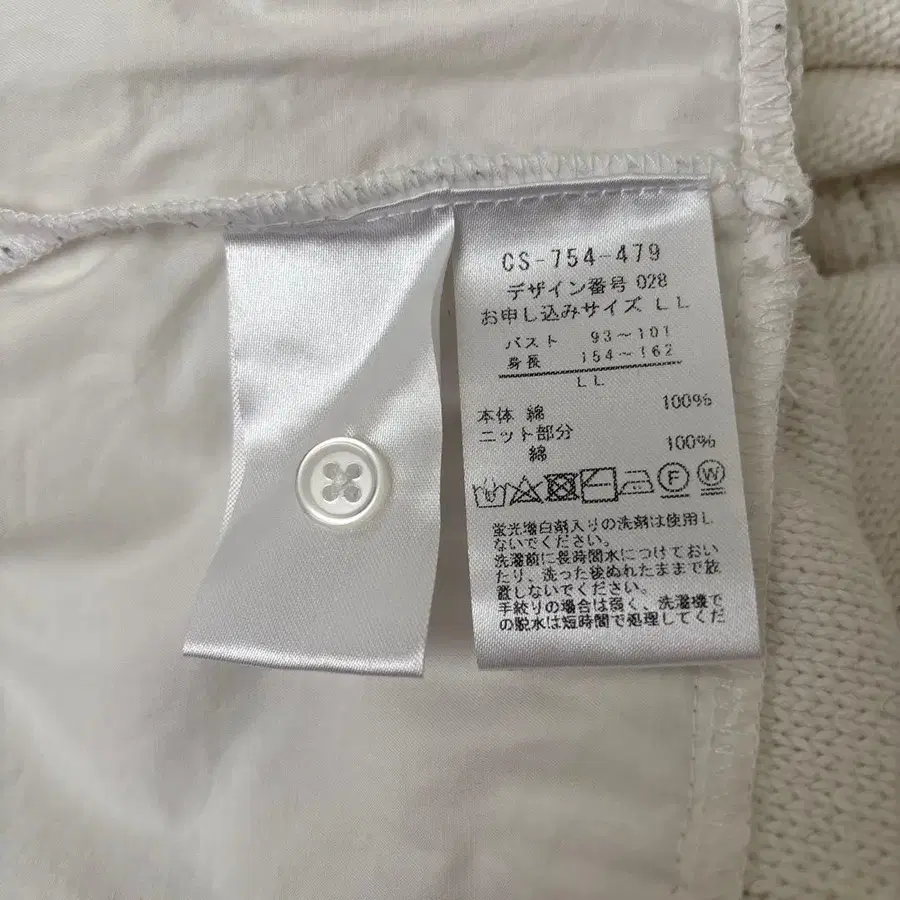 CS-754-479
デザイン番号 028
お申し込みサイズ LL
バスト 93～101
身長 154～162
LL
本体 綿 100%
ニット部分
綿 100%
F W
蛍光増白剤入りの洗剤は使用し
ないでください。
洗濯前に長時間水につけておい
たり、洗った後ぬれたままで放
置しないでください。
手絞りの場合は弱く、洗濯機で
の脱水は短時間で処理してくだ